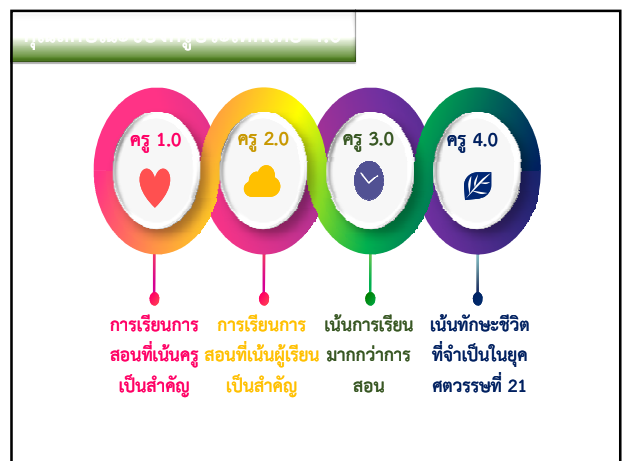 ครู 1.0
ครู 2.0
ครู 3.0
ครู 4.0
การเรียนการ
สอนที่เน้นครู
เป็นสำคัญ
การเรียนการ
สอนที่เน้นผู้เรียน
เป็นสำคัญ
เน้นการเรียน
มากกว่าการ
สอน
เน้นทักษะชีวิต
ที่จำเป็นในยุค
ศตวรรษที่ 21